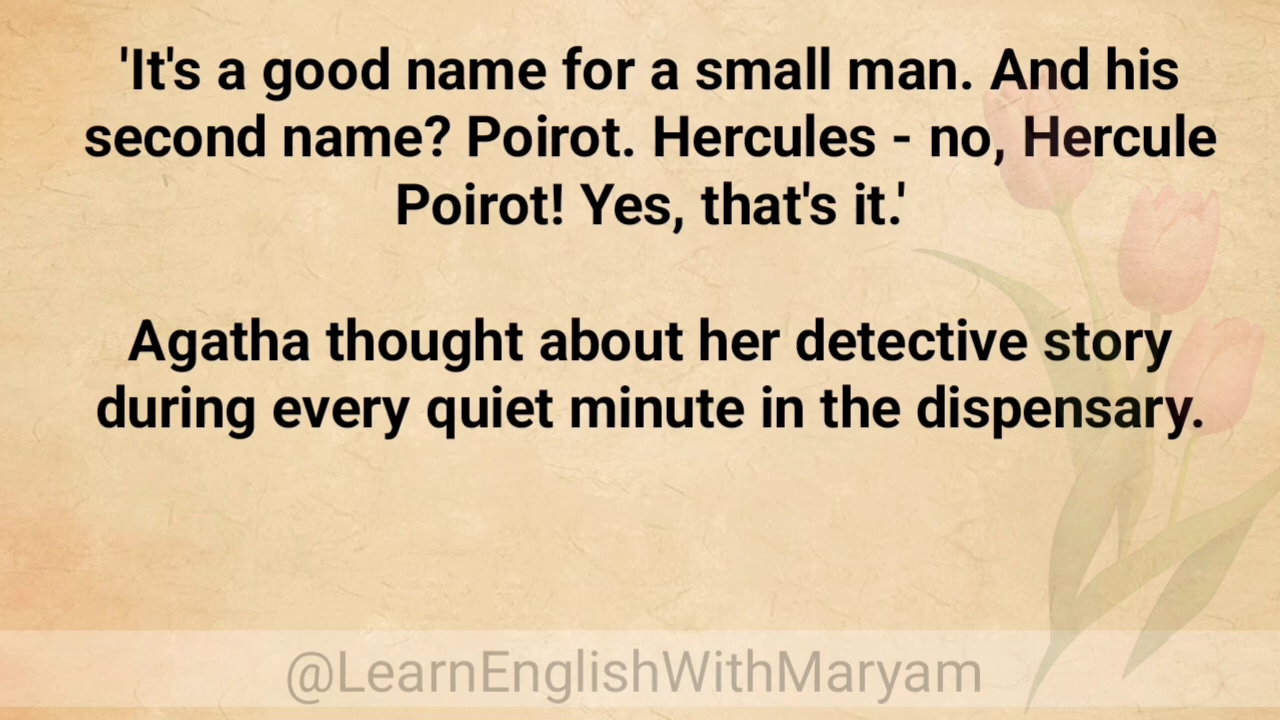 'It's a good name for a small man. And his
second name? Poirot. Hercules - no, Hercule
Poirot! Yes, that's it.'
Agatha thought about her detective story
during every quiet minute in the dispensary.
@LearnEnglishWithMaryam